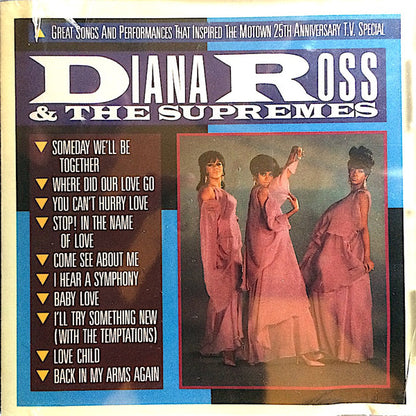 GREAT SONGS AND PERFORMANCES THAT INSPIRED THE MOTOWN 25TH ANNIVERSARY T.V. SPECIAL
DIANA ROSS
& THE SUPREMES
SOMEDAY WE'LL BE
TOGETHER
WHERE DID OUR LOVE GO
YOU CAN'T HURRY LOVE
STOP! IN THE NAME
OF LOVE
COME SEE ABOUT ME
I HEAR A SYMPHONY
BABY LOVE
I'LL TRY SOMETHING NEW
(WITH THE TEMPTATIONS)
LOVE CHILD
BACK IN MY ARMS AGAIN